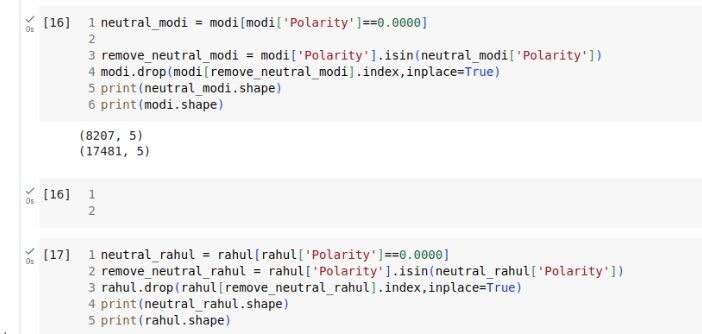 [16] 1 neutral_modi = modi[modi['Polarity']==0.0000]
2
3 remove_neutral_modi = modi['Polarity'].isin(neutral_modi['Polarity'])
4 modi.drop(modi[remove_neutral_modi].index,inplace=True)
5 print(neutral_modi.shape)
6 print(modi.shape)
0s
(8207, 5)
(17481, 5)
[16] 1
0s
2
[17] 1 neutral_rahul = rahul[rahul['Polarity']==0.0000]
0s
2 remove_neutral_rahul = rahul['Polarity'].isin(neutral_rahul['Polarity'])
3 rahul.drop(rahul[remove_neutral_rahul].index,inplace=True)
4 print(neutral_rahul.shape)
5 print(rahul.shape)